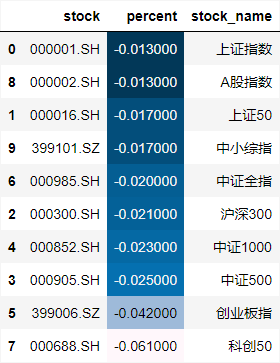 stock percent stock_name
0 000001.SH -0.013000 上证指数
8 000002.SH -0.013000 A股指数
1 000016.SH -0.017000 上证50
9 399101.SZ -0.017000 中小综指
6 000985.SH -0.020000 中证全指
2 000300.SH -0.021000 沪深300
4 000852.SH -0.023000 中证1000
3 000905.SH -0.025000 中证500
5 399006.SZ -0.042000 创业板指
7 000688.SH -0.061000 科创50